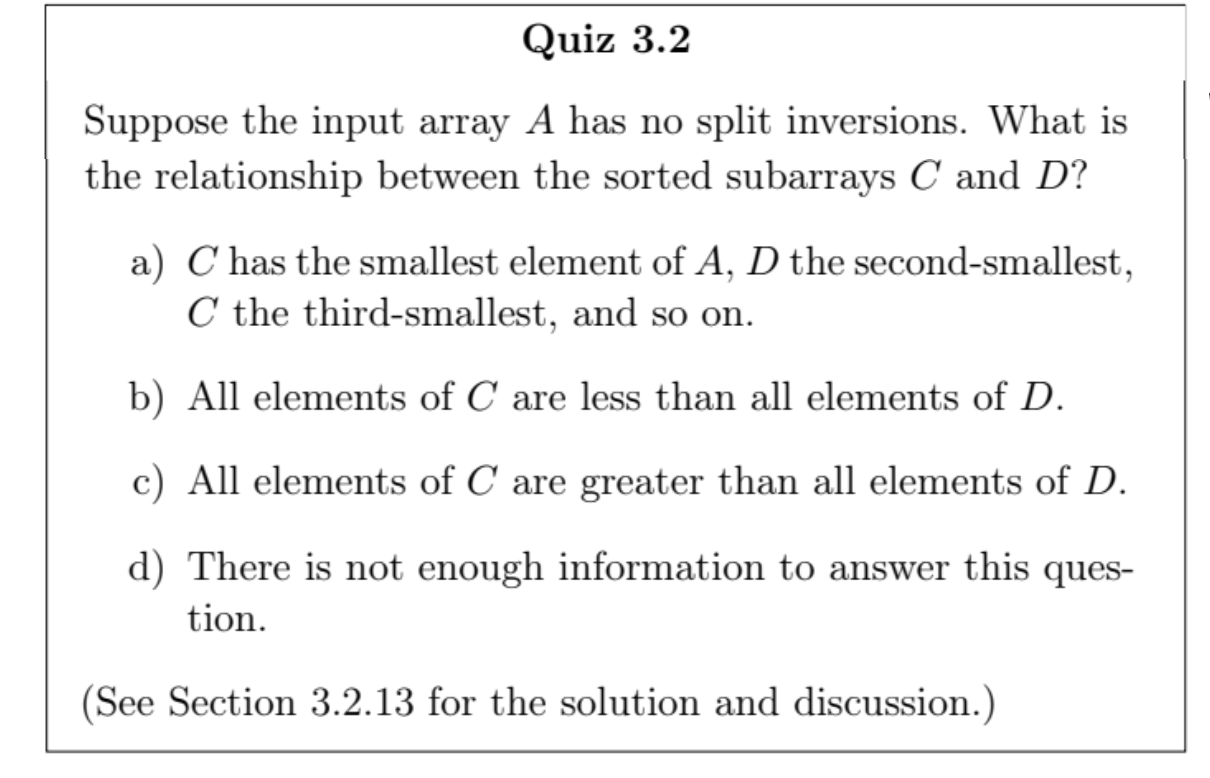 Quiz 3.2
Suppose the input array A has no split inversions. What is
the relationship between the sorted subarrays C and D?
a) C has the smallest element of A, D the second-smallest,
C the third-smallest, and so on.
b) All elements of C are less than all elements of D.
c) All elements of C are greater than all elements of D.
d) There is not enough information to answer this ques-
tion.
(See Section 3.2.13 for the solution and discussion.)